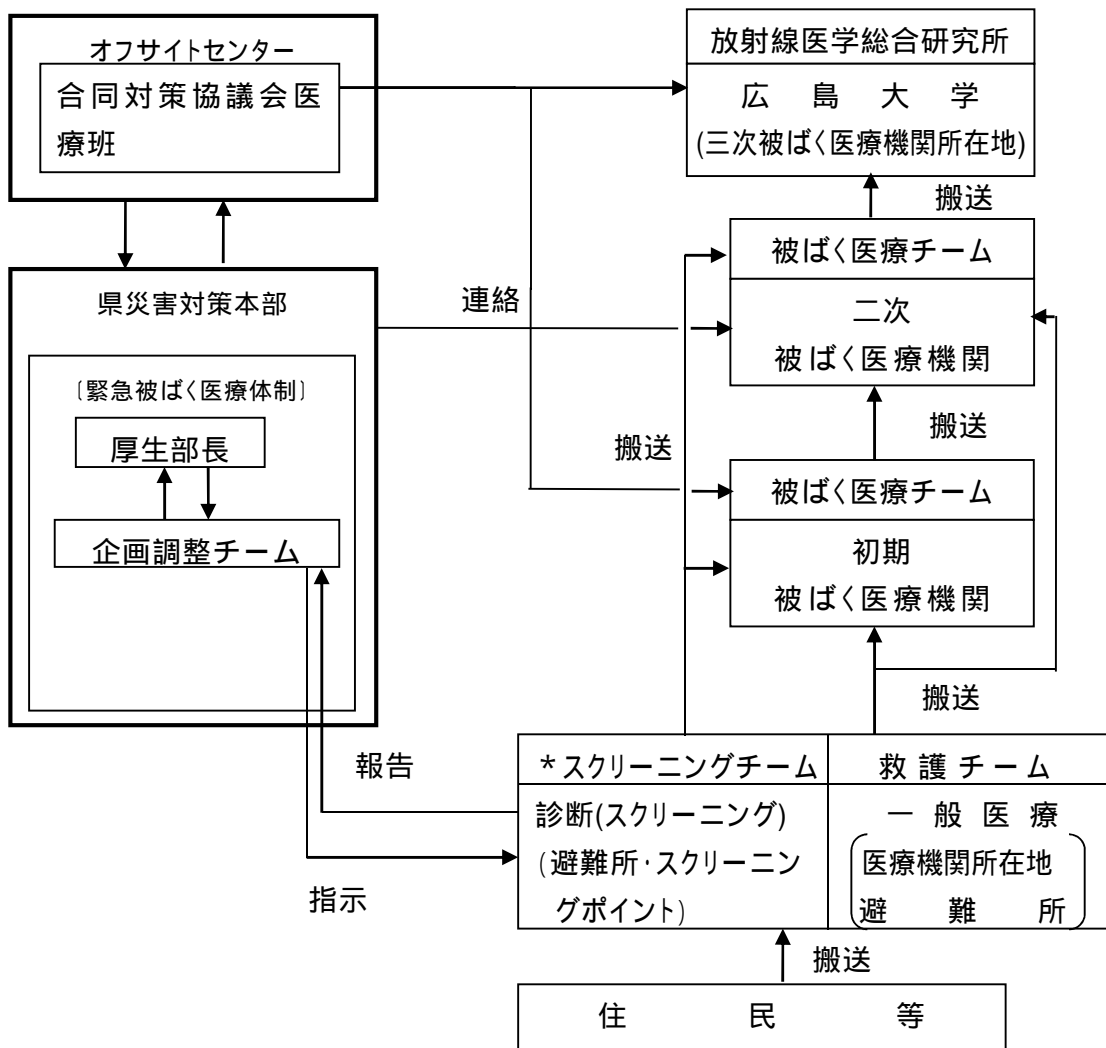 オフサイトセンター
合同対策協議会医
療班
放射線医学総合研究所
広島大学
(三次被ばく医療機関所在地)
搬送
被ばく医療チーム
二次
被ばく医療機関
連絡
県災害対策本部
〔緊急被ばく医療体制〕
厚生部長
企画調整チーム
搬送
搬送
被ばく医療チーム
初期
被ばく医療機関
搬送
報告
指示
*スクリーニングチーム
診断(スクリーニング)
(避難所・スクリーニン
グポイント)
救護チーム
一般医療
医療機関所在地
避難所
搬送
住民等